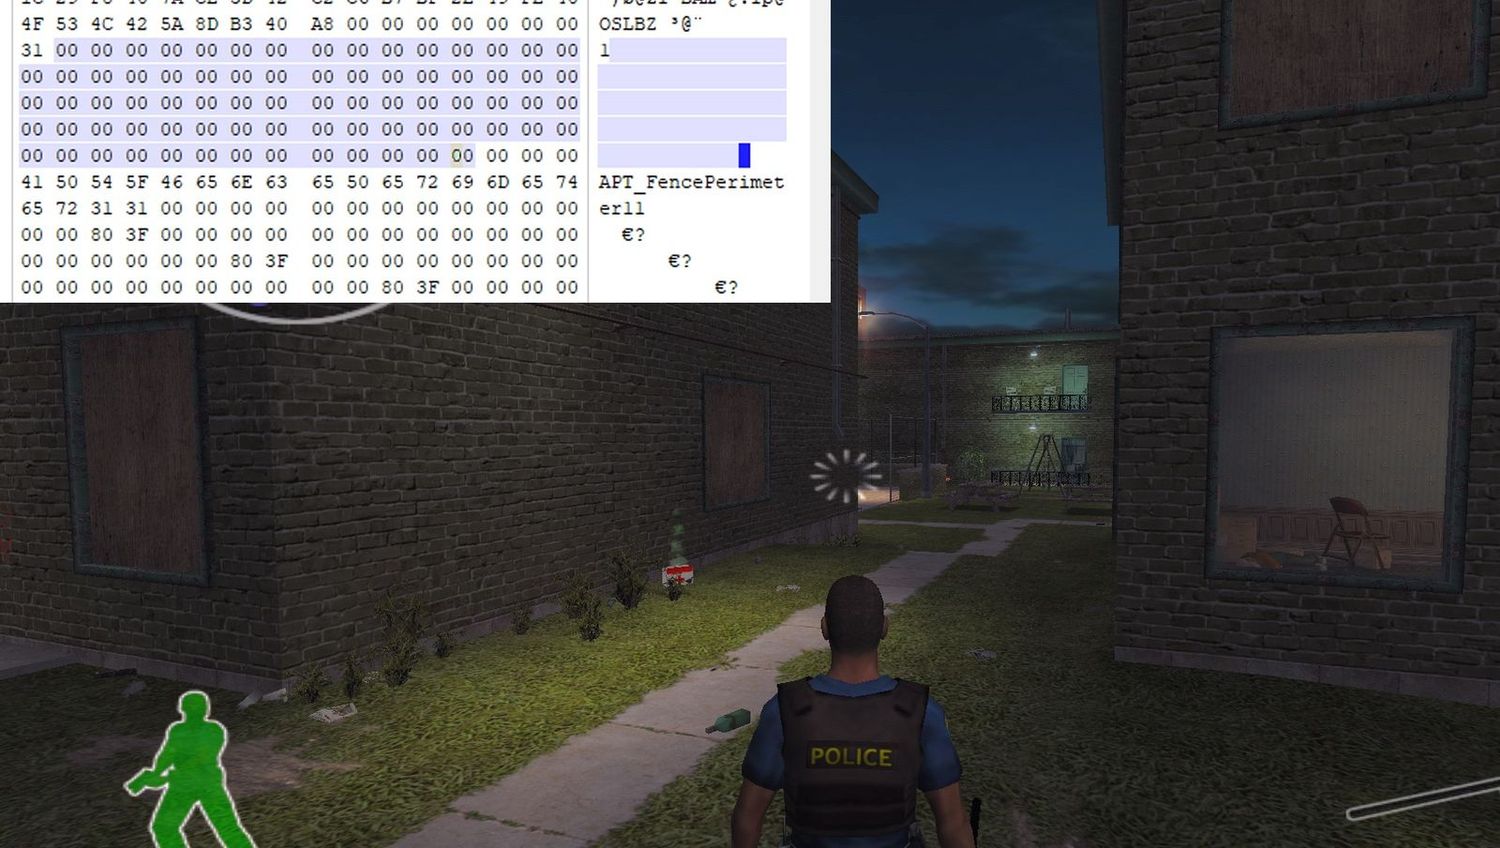 4F 53 4C 42 5A 8D B3 40 A8 00 00 00 00 00 00 00 OSLBZ ³@¨
31 00 00 00 00 00 00 00 00 00 00 00 00 00 00 00 1
00 00 00 00 00 00 00 00 00 00 00 00 00 00 00 00
00 00 00 00 00 00 00 00 00 00 00 00 00 00 00 00
00 00 00 00 00 00 00 00 00 00 00 00 00 00 00 00
00 00 00 00 00 00 00 00 00 00 00 00 00 00 00 00
41 50 54 5F 46 65 6E 63 65 50 65 72 69 6D 65 74 APT_FencePerimet
65 72 31 31 00 00 00 00 00 00 00 00 00 00 00 00 er11
00 00 80 3F 00 00 00 00 00 00 00 00 00 00 00 00 €?
00 00 00 00 00 00 80 3F 00 00 00 00 00 00 00 00 €?
00 00 00 00 00 00 00 00 00 00 80 3F 00 00 00 00 €?
POLICE